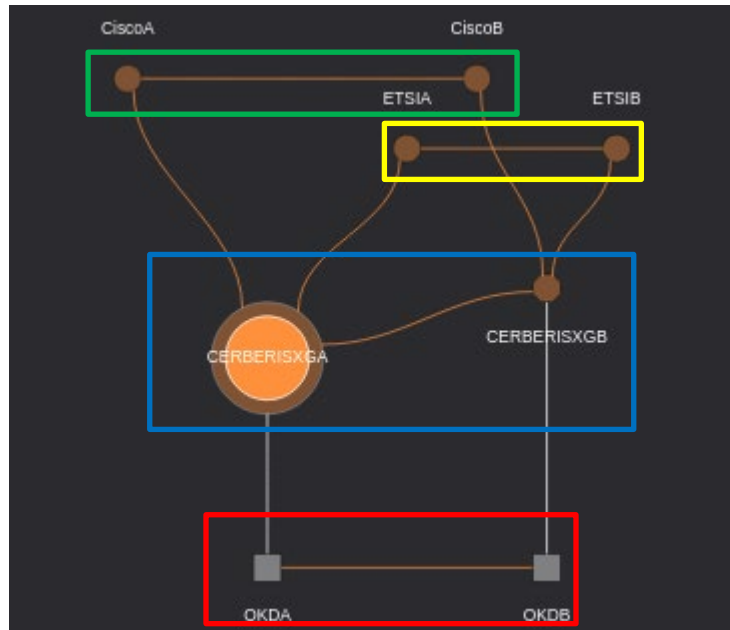 CiscoA
CiscoB
ETSIA
ETSIB
CERBERISXGA
CERBERISXGB
OKDA
OKDB